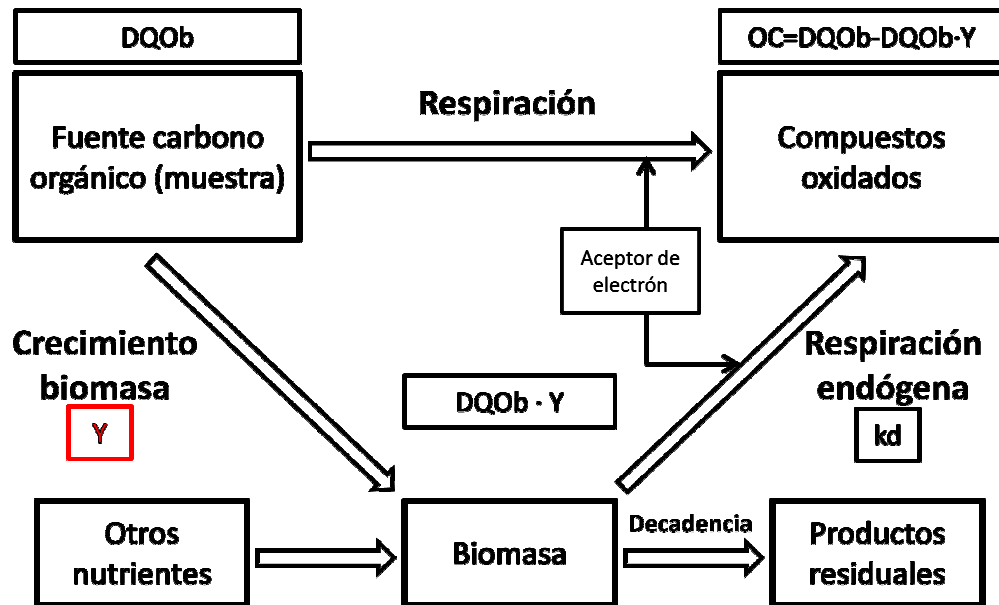 DQOb
OC=DQOb-DQOb·Y
Respiración
Fuente carbono
orgánico (muestra)
Compuestos
oxidados
Aceptor de
electrón
Crecimiento
biomasa
Y
DQOb · Y
Respiración
endógena
kd
Otros
nutrientes
Biomasa
Decadencia
Productos
residuales